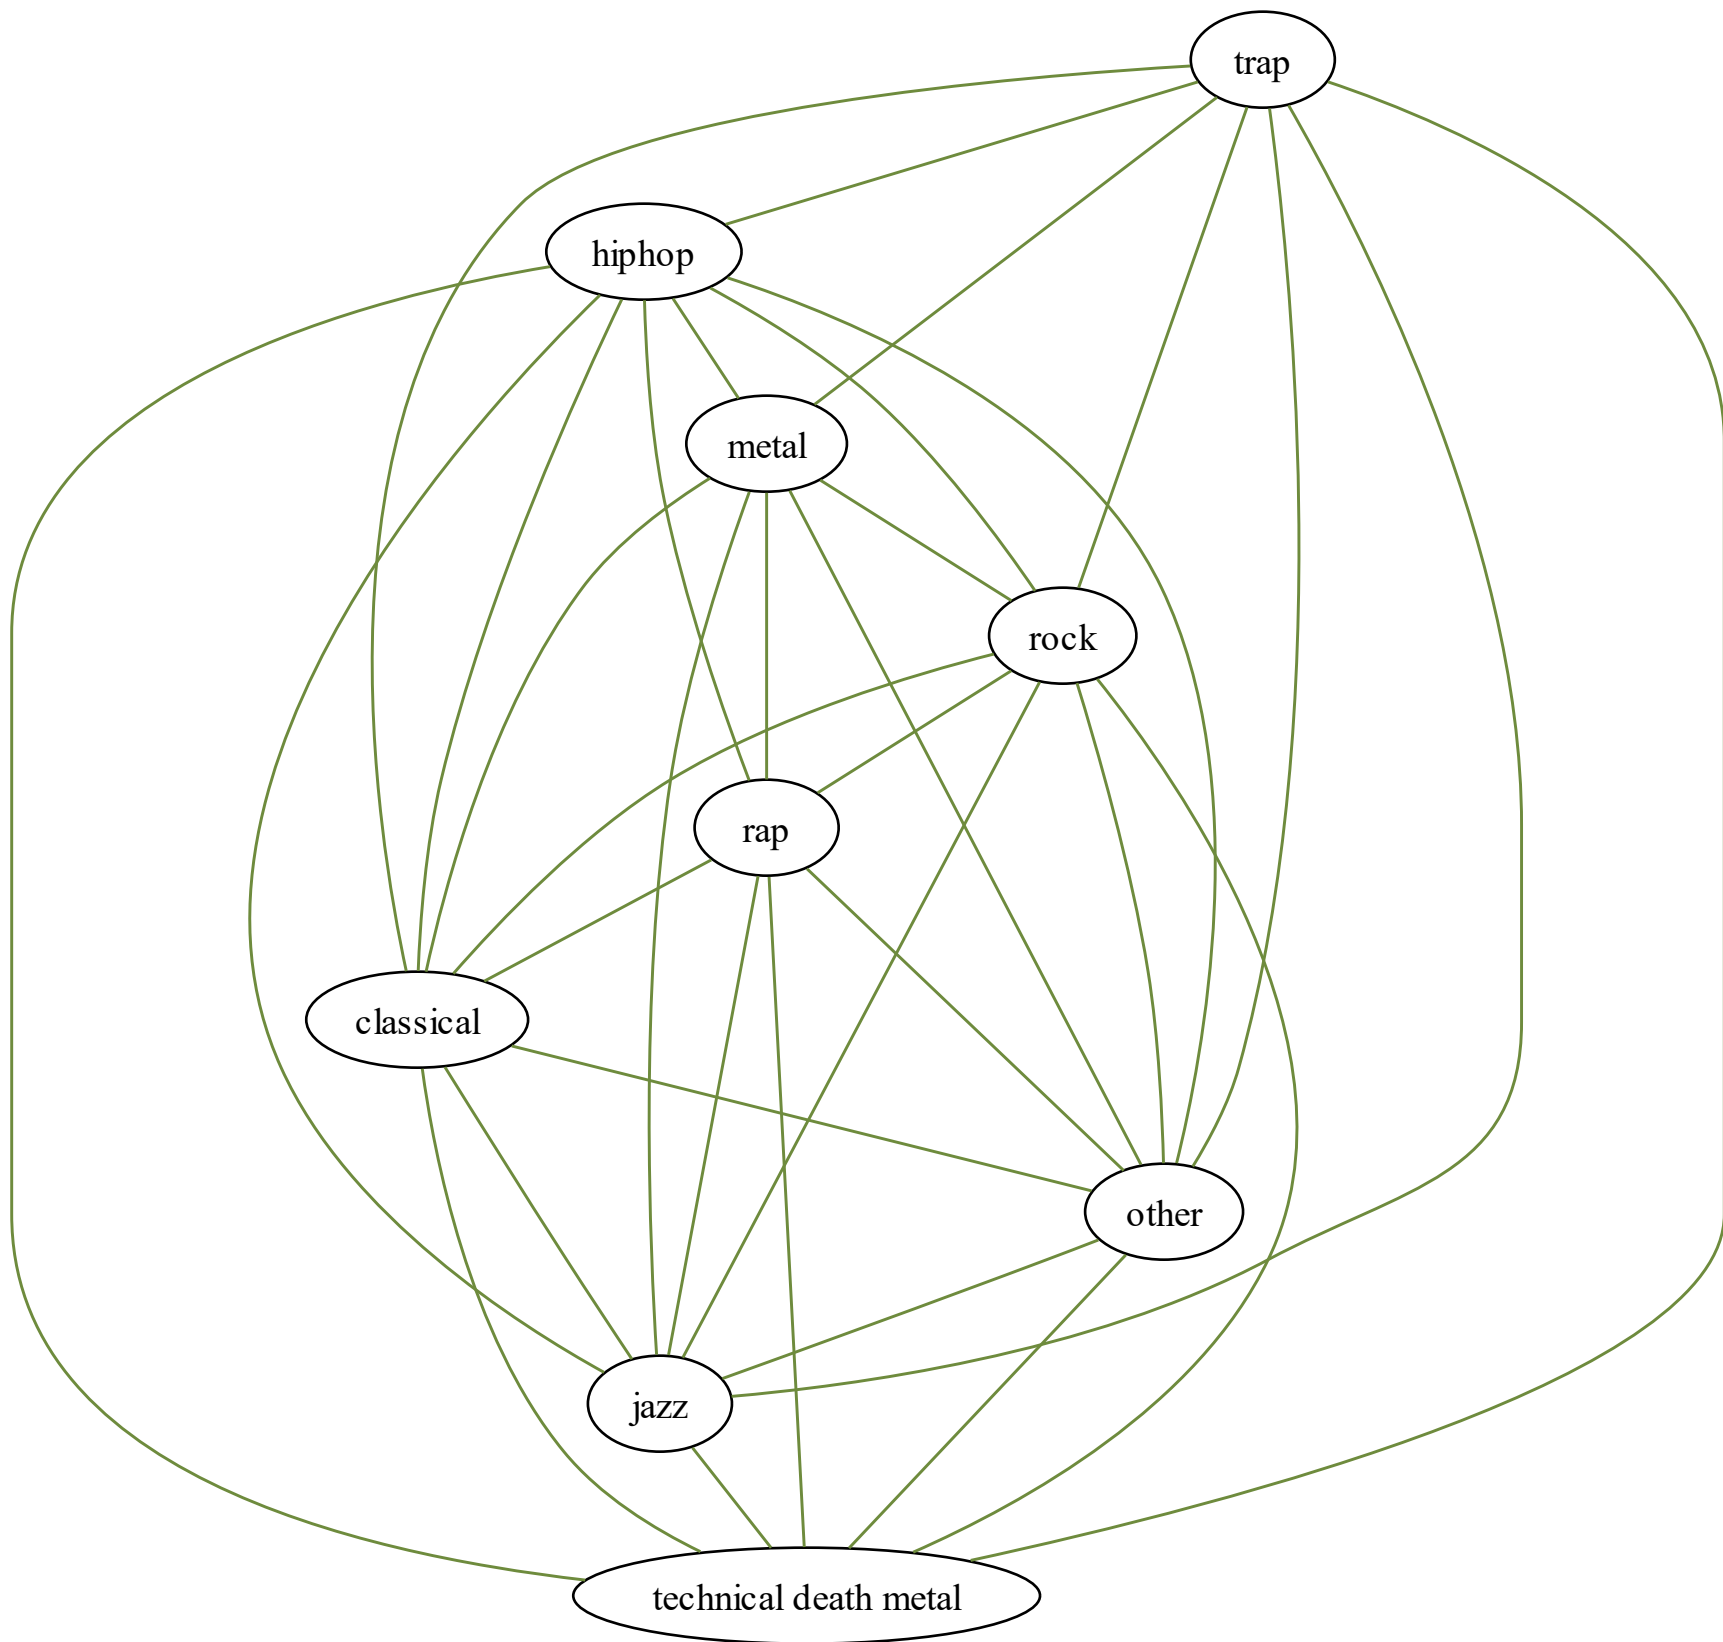 trap
hiphop
metal
rock
rap
classical
other
jazz
technical death metal